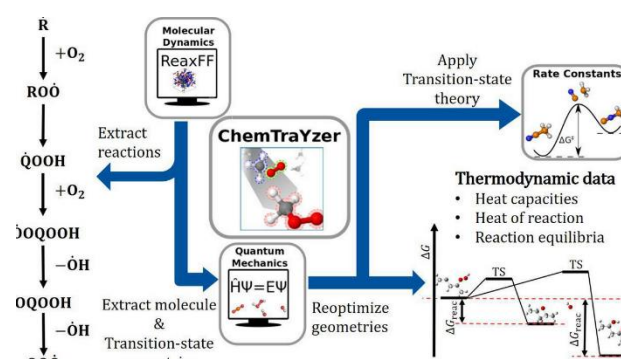 Ṙ
+O₂
ROȮ
Q̇OOH
+O₂
ȮOQOOH
−ȮH
OQOOH
−ȮH
Molecular
Dynamics
ReaxFF
Extract
reactions
ChemTraYzer
Quantum
Mechanics
ĤΨ=EΨ
Extract molecule
&
Transition-state
Reoptimize
geometries
Apply
Transition-state
theory
Rate Constants
ΔG‡
Thermodynamic data
• Heat capacities
• Heat of reaction
• Reaction equilibria
ΔG
TS
TS
ΔGreac
ΔGreac